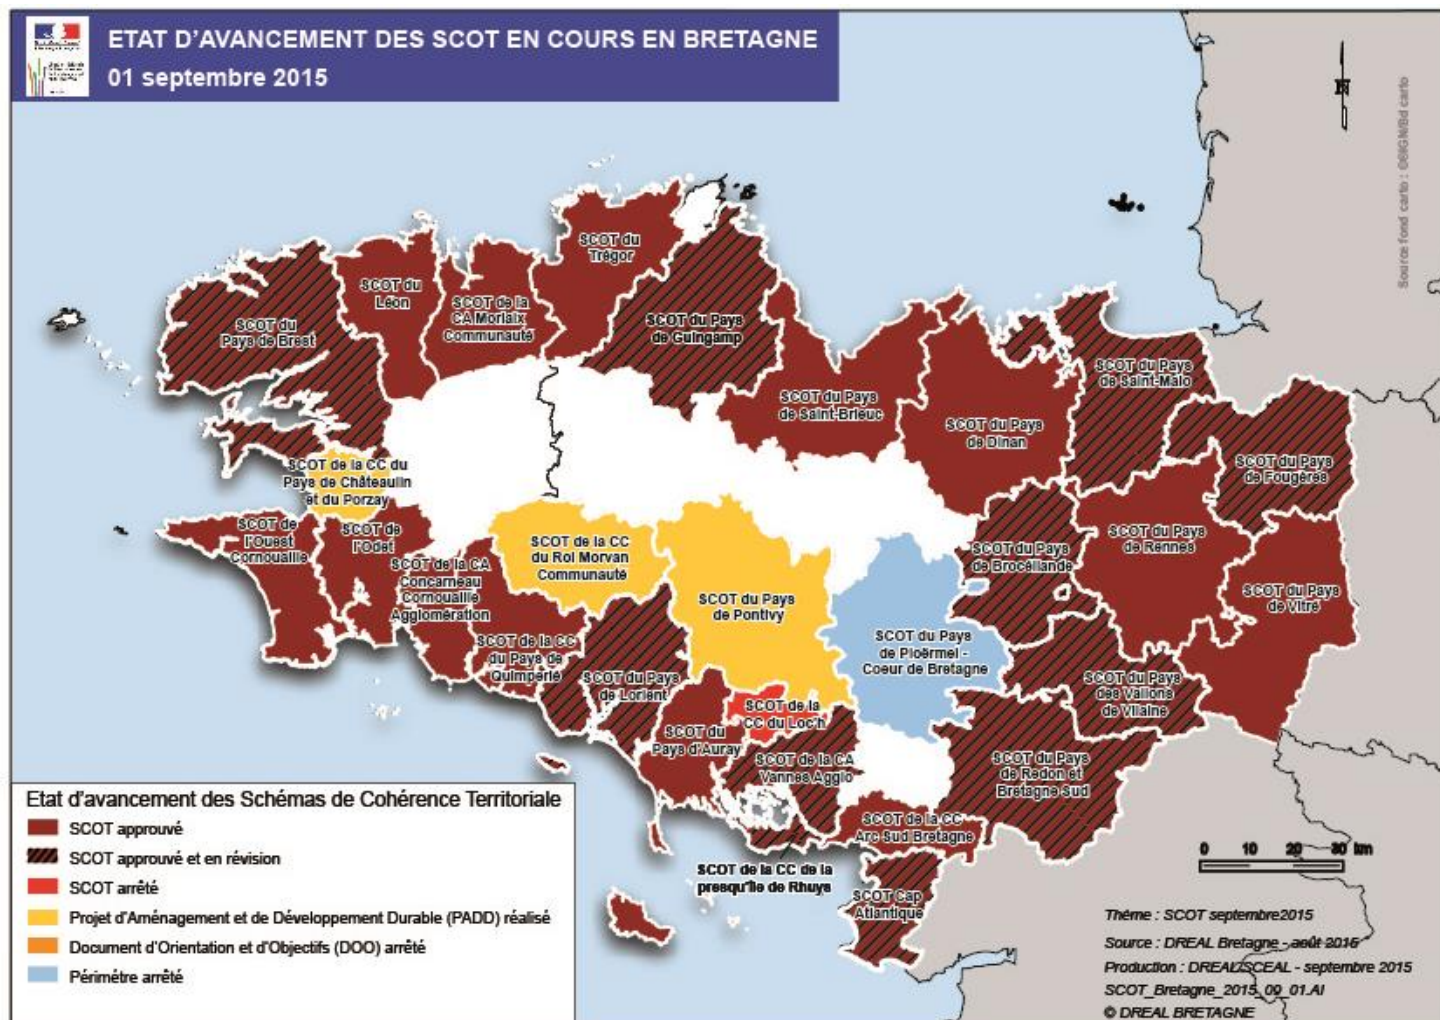 ETAT D'AVANCEMENT DES SCOT EN COURS EN BRETAGNE
01 septembre 2015
N
Source fond carto : ©BIGN/Bd carto
SCOT du
Trégor
SCOT du
Léon
SCOT de la
CA Morlaix
Communauté
SCOT du
Pays de Brest
SCOT du Pays
de Guingamp
SCOT du Pays
de Saint-Malo
SCOT du Pays
de Saint-Brieuc
SCOT du Pays
de Dinan
SCOT du Pays
de Fougères
SCOT de la CC du
Pays de Châteaulin
et du Porzay
SCOT de
l'Ouest
Cornouaille
SCOT de
l'Odet
SCOT de la CC
du Roi Morvan
Communauté
SCOT du Pays
de Brocéliande
SCOT du Pays
de Rennes
SCOT du Pays
de Vitré
SCOT de la CA
Concarneau
Cornouaille
Agglomération
SCOT du Pays
de Pontivy
SCOT du Pays
de Ploërmel -
Coeur de Bretagne
SCOT de la CC
du Pays de
Quimperlé
SCOT du Pays
de Lorient
SCOT du Pays
des Vallons
de Vilaine
SCOT de la
CC du Loc'h
SCOT du
Pays d'Auray
SCOT de la CA
Vannes Agglo
SCOT du Pays
de Redon et
Bretagne Sud
SCOT de la CC
Arc Sud Bretagne
SCOT de la CC de la
presqu'île de Rhuys
SCOT Cap
Atlantique
Etat d'avancement des Schémas de Cohérence Territoriale
SCOT approuvé
SCOT approuvé et en révision
SCOT arrêté
Projet d'Aménagement et de Développement Durable (PADD) réalisé
Document d'Orientation et d'Objectifs (DOO) arrêté
Périmétre arrêté
0 10 20 30 km
Thème : SCOT septembre2015
Source : DREAL Bretagne - août 2015
Production : DREAL/SCEAL - septembre 2015
SCOT_Bretagne_2015_09_01.AI
© DREAL BRETAGNE